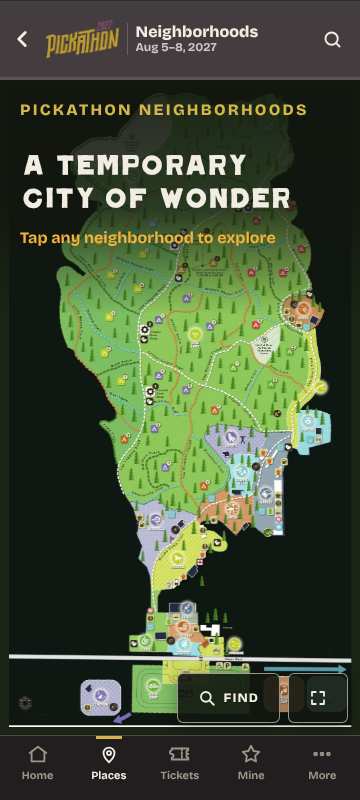 2027
PICKATHON
Neighborhoods
Aug 5–8, 2027
PICKATHON NEIGHBORHOODS
A TEMPORARY
CITY OF WONDER
Tap any neighborhood to explore
FIND
Home
Places
Tickets
Mine
More